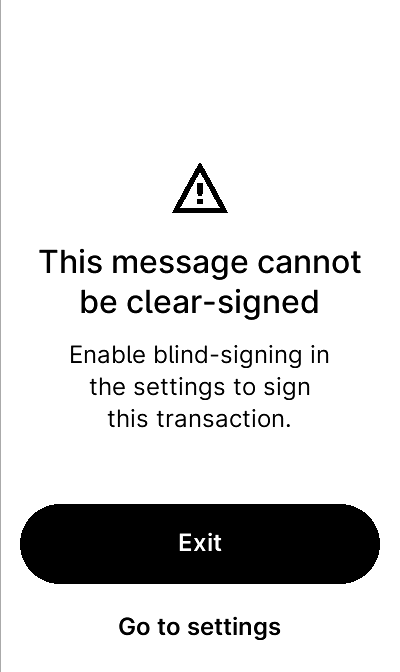 This message cannot
be clear-signed
Enable blind-signing in
the settings to sign
this transaction.
Exit
Go to settings